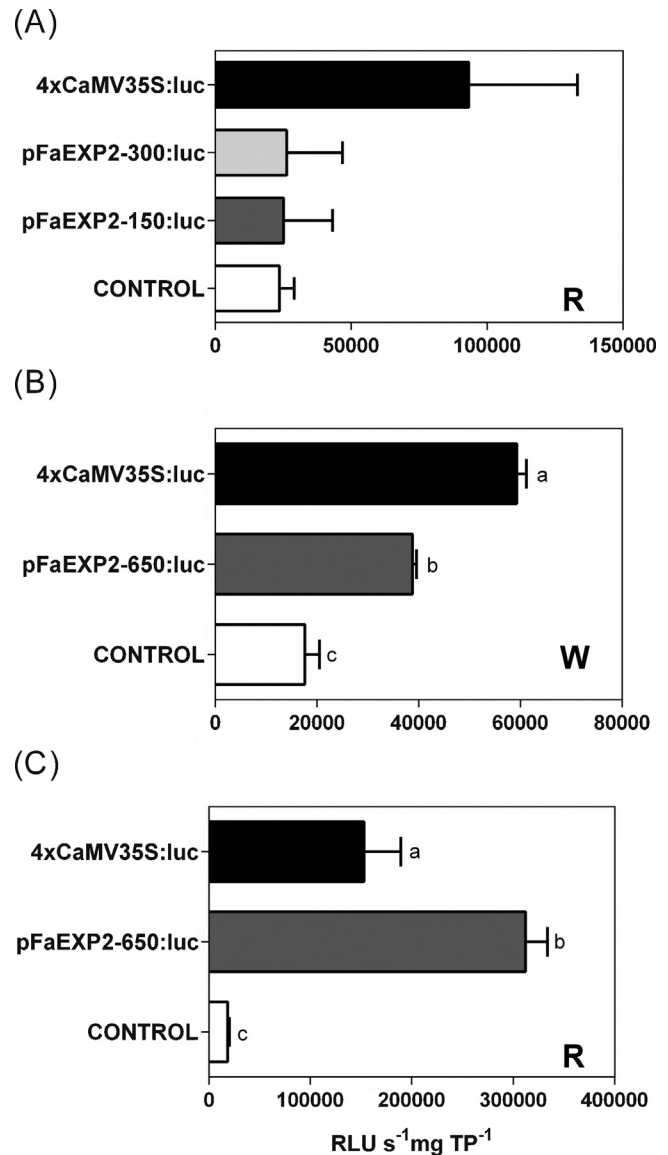 (A)
4xCaMV35S:luc
pFaEXP2-300:luc
pFaEXP2-150:luc
CONTROL
R
0 50000 100000 150000
(B)
4xCaMV35S:luc
a
pFaEXP2-650:luc
b
CONTROL
c
W
0 20000 40000 60000 80000
(C)
4xCaMV35S:luc
a
pFaEXP2-650:luc
b
CONTROL
c
R
0 100000 200000 300000 400000
RLU s⁻¹mg TP⁻¹